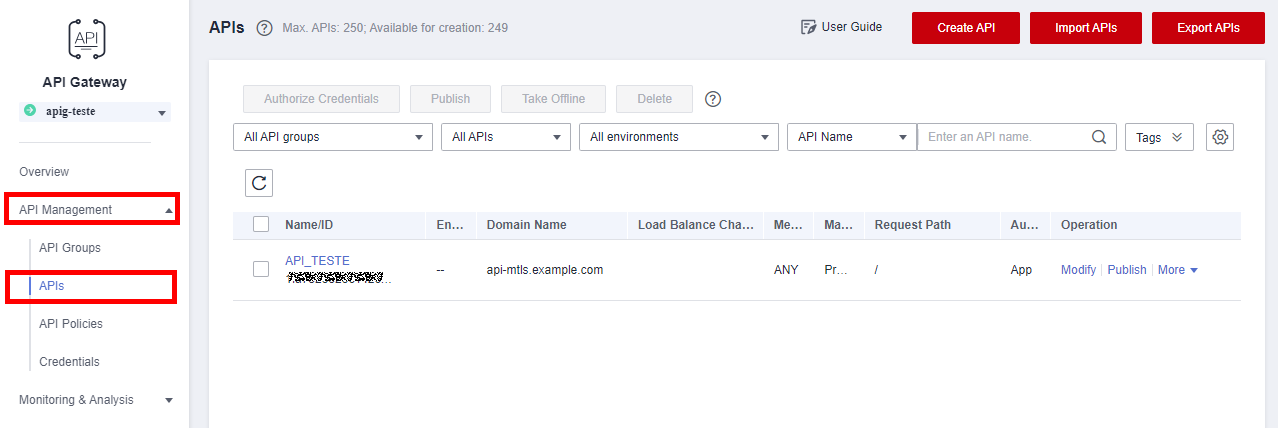 API
API Gateway
apig-teste
Overview
API Management
API Groups
APIs
API Policies
Credentials
Monitoring & Analysis
APIs ? Max. APIs: 250; Available for creation: 249
User Guide
Create API
Import APIs
Export APIs
Authorize Credentials
Publish
Take Offline
Delete
?
All API groups
All APIs
All environments
API Name
Enter an API name.
Tags
Name/ID En... Domain Name Load Balance Cha... Me... Ma... Request Path Au... Operation
API_TESTE
-- api-mtls.example.com ANY Pr... / App Modify Publish More